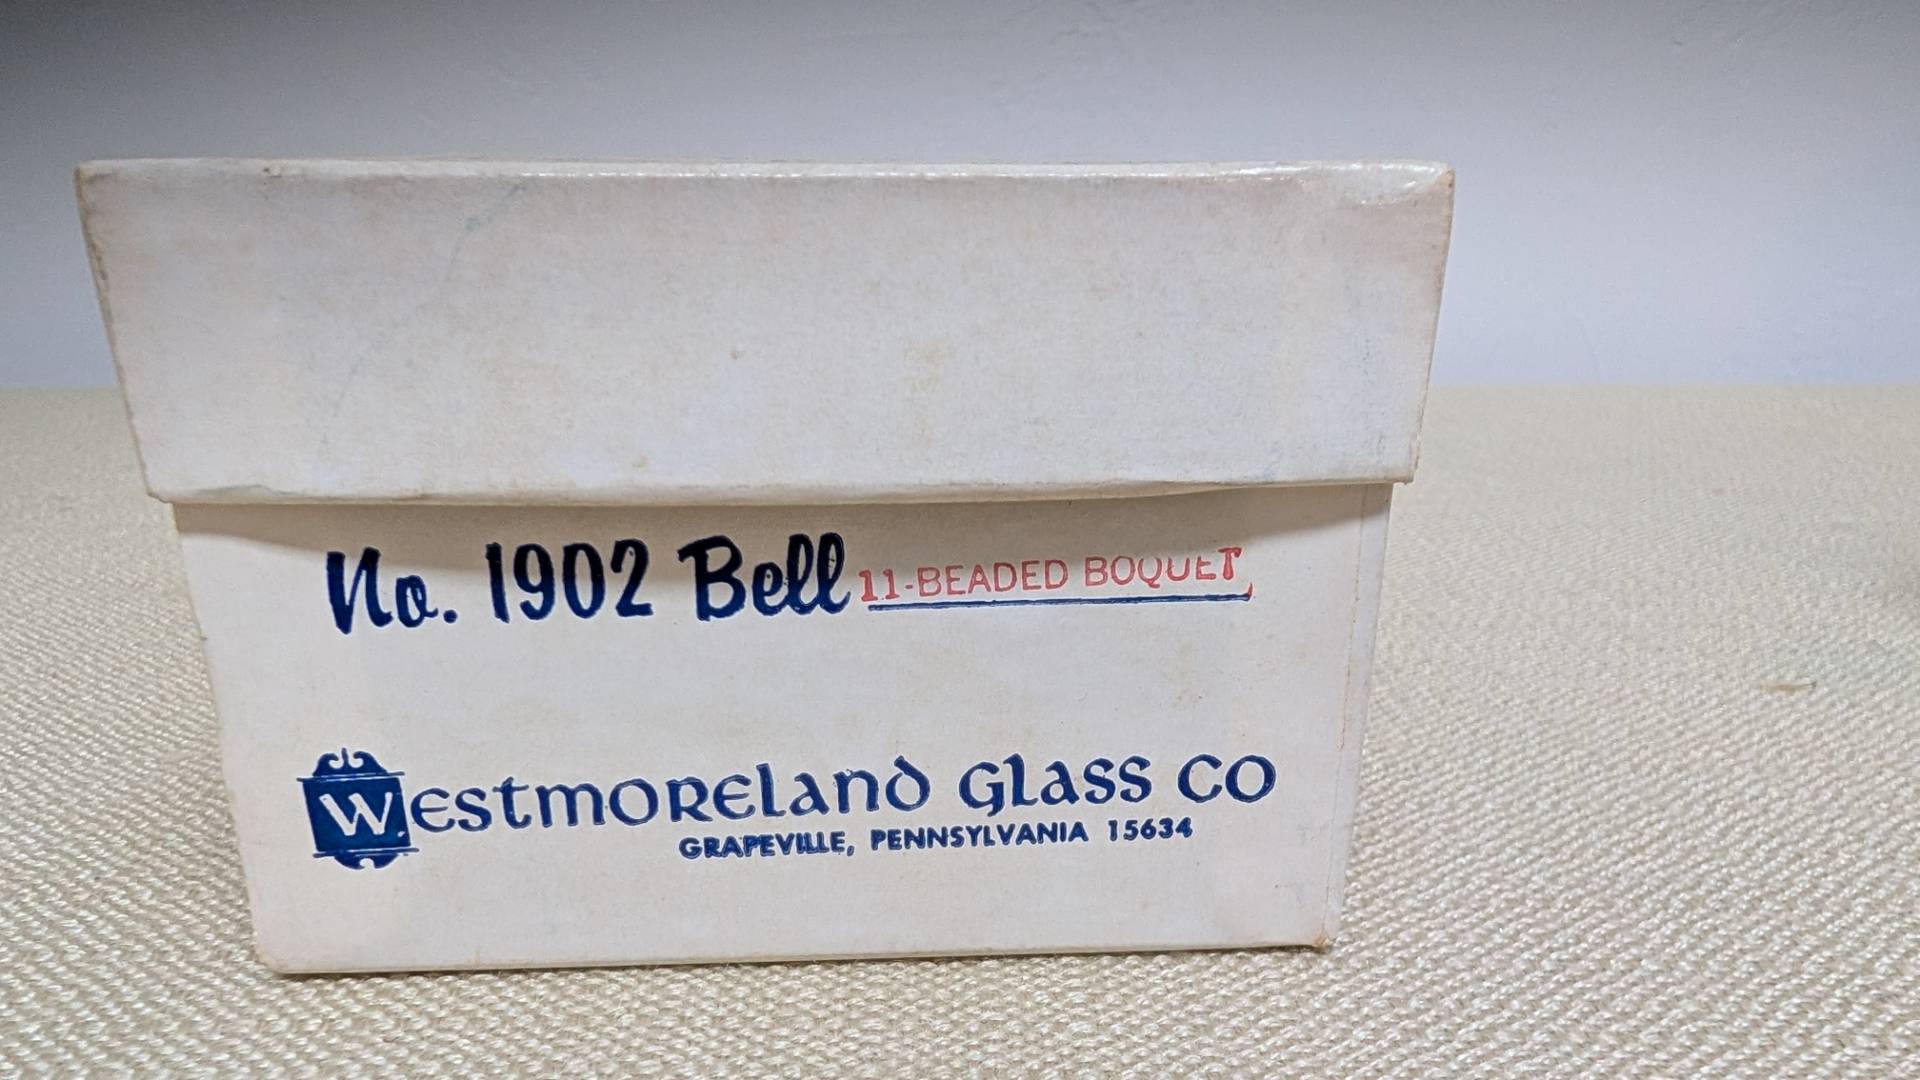 No. 1902 Bell 11-BEADED BOQUET
WESTMORELAND GLASS CO
GRAPEVILLE, PENNSYLVANIA 15634